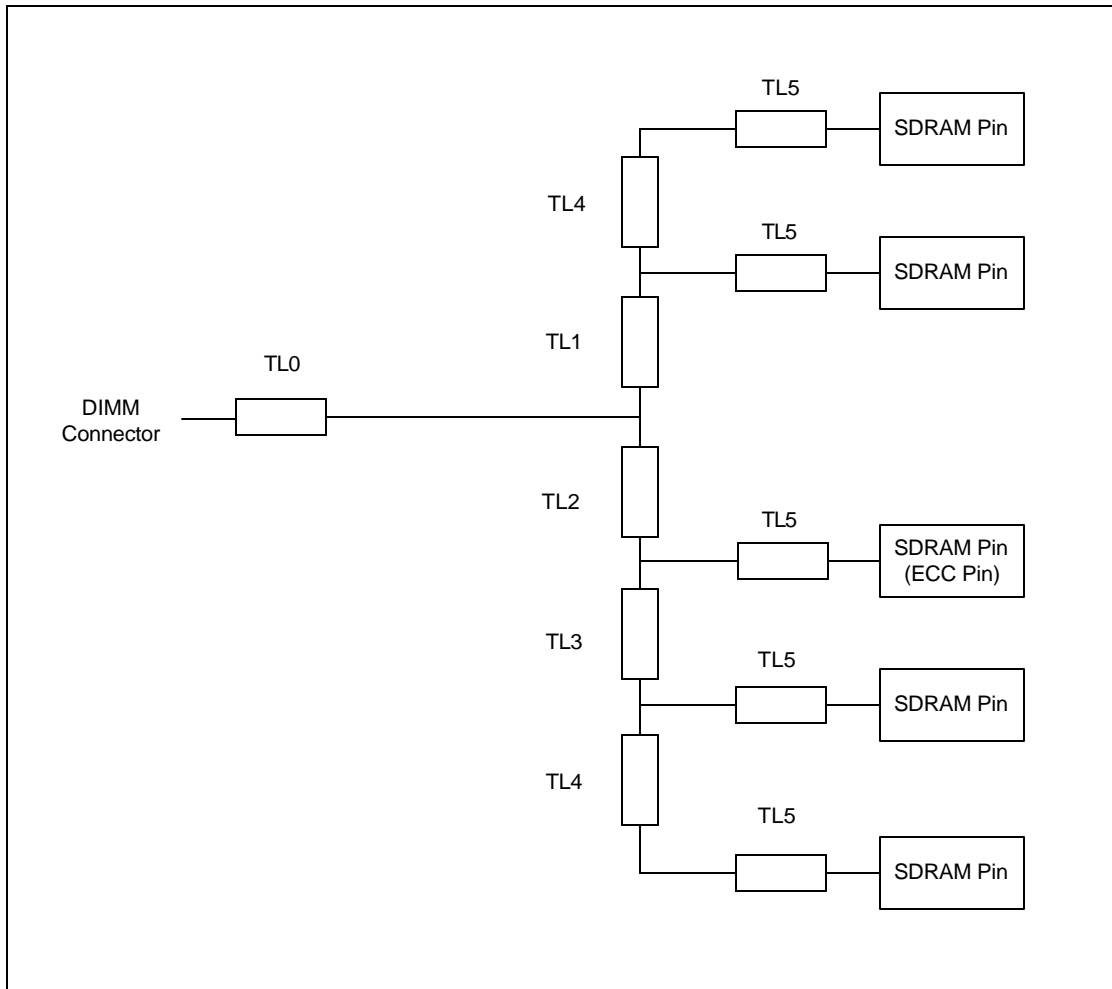 TL5
SDRAM Pin
TL4
TL5
SDRAM Pin
TL1
TL0
DIMM
Connector
TL2
TL5
SDRAM Pin
(ECC Pin)
TL3
TL5
SDRAM Pin
TL4
TL5
SDRAM Pin